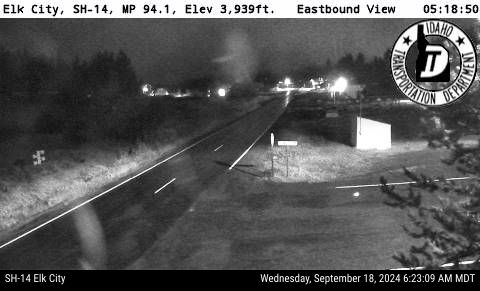 Elk City, SH-14, MP 94.1, Elev 3,939ft. Eastbound View 05:18:50
IDAHO
TRANSPORTATION DEPARTMENT
SH-14 Elk City Wednesday, September 18, 2024 6:23:09 AM MDT